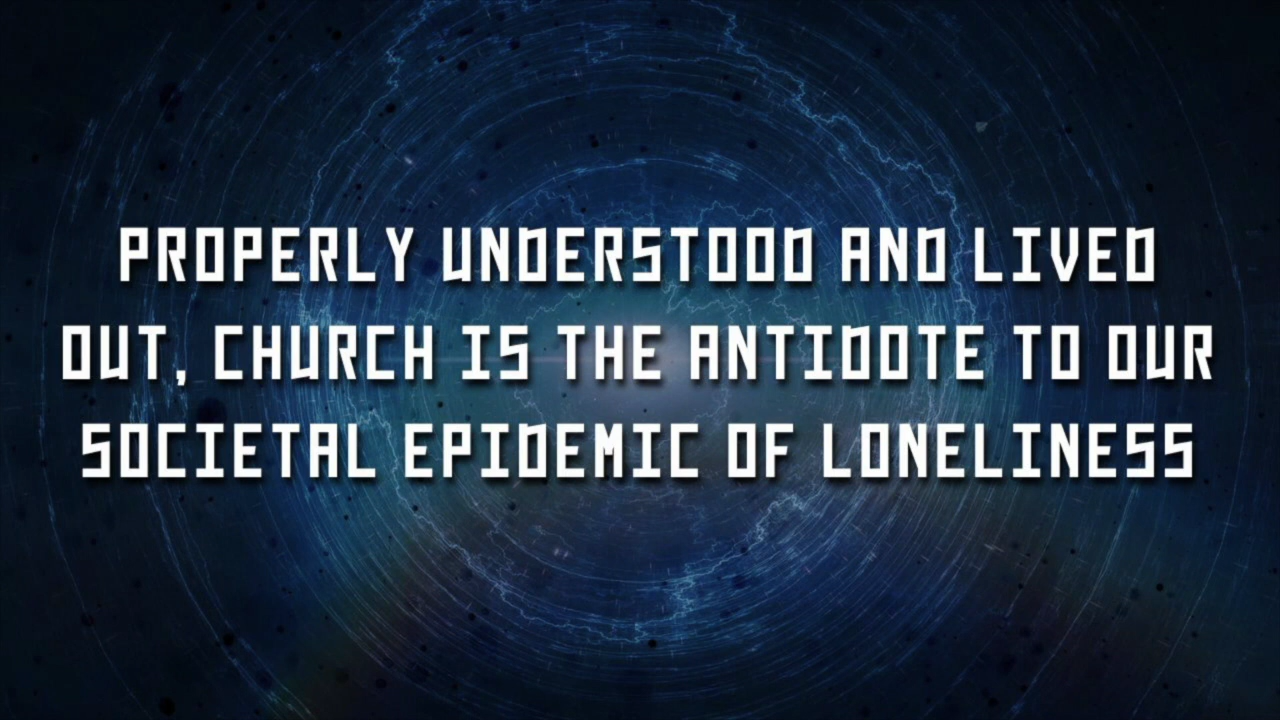 PROPERLY UNDERSTOOD AND LIVED
OUT, CHURCH IS THE ANTIDOTE TO OUR
SOCIETAL EPIDEMIC OF LONELINESS